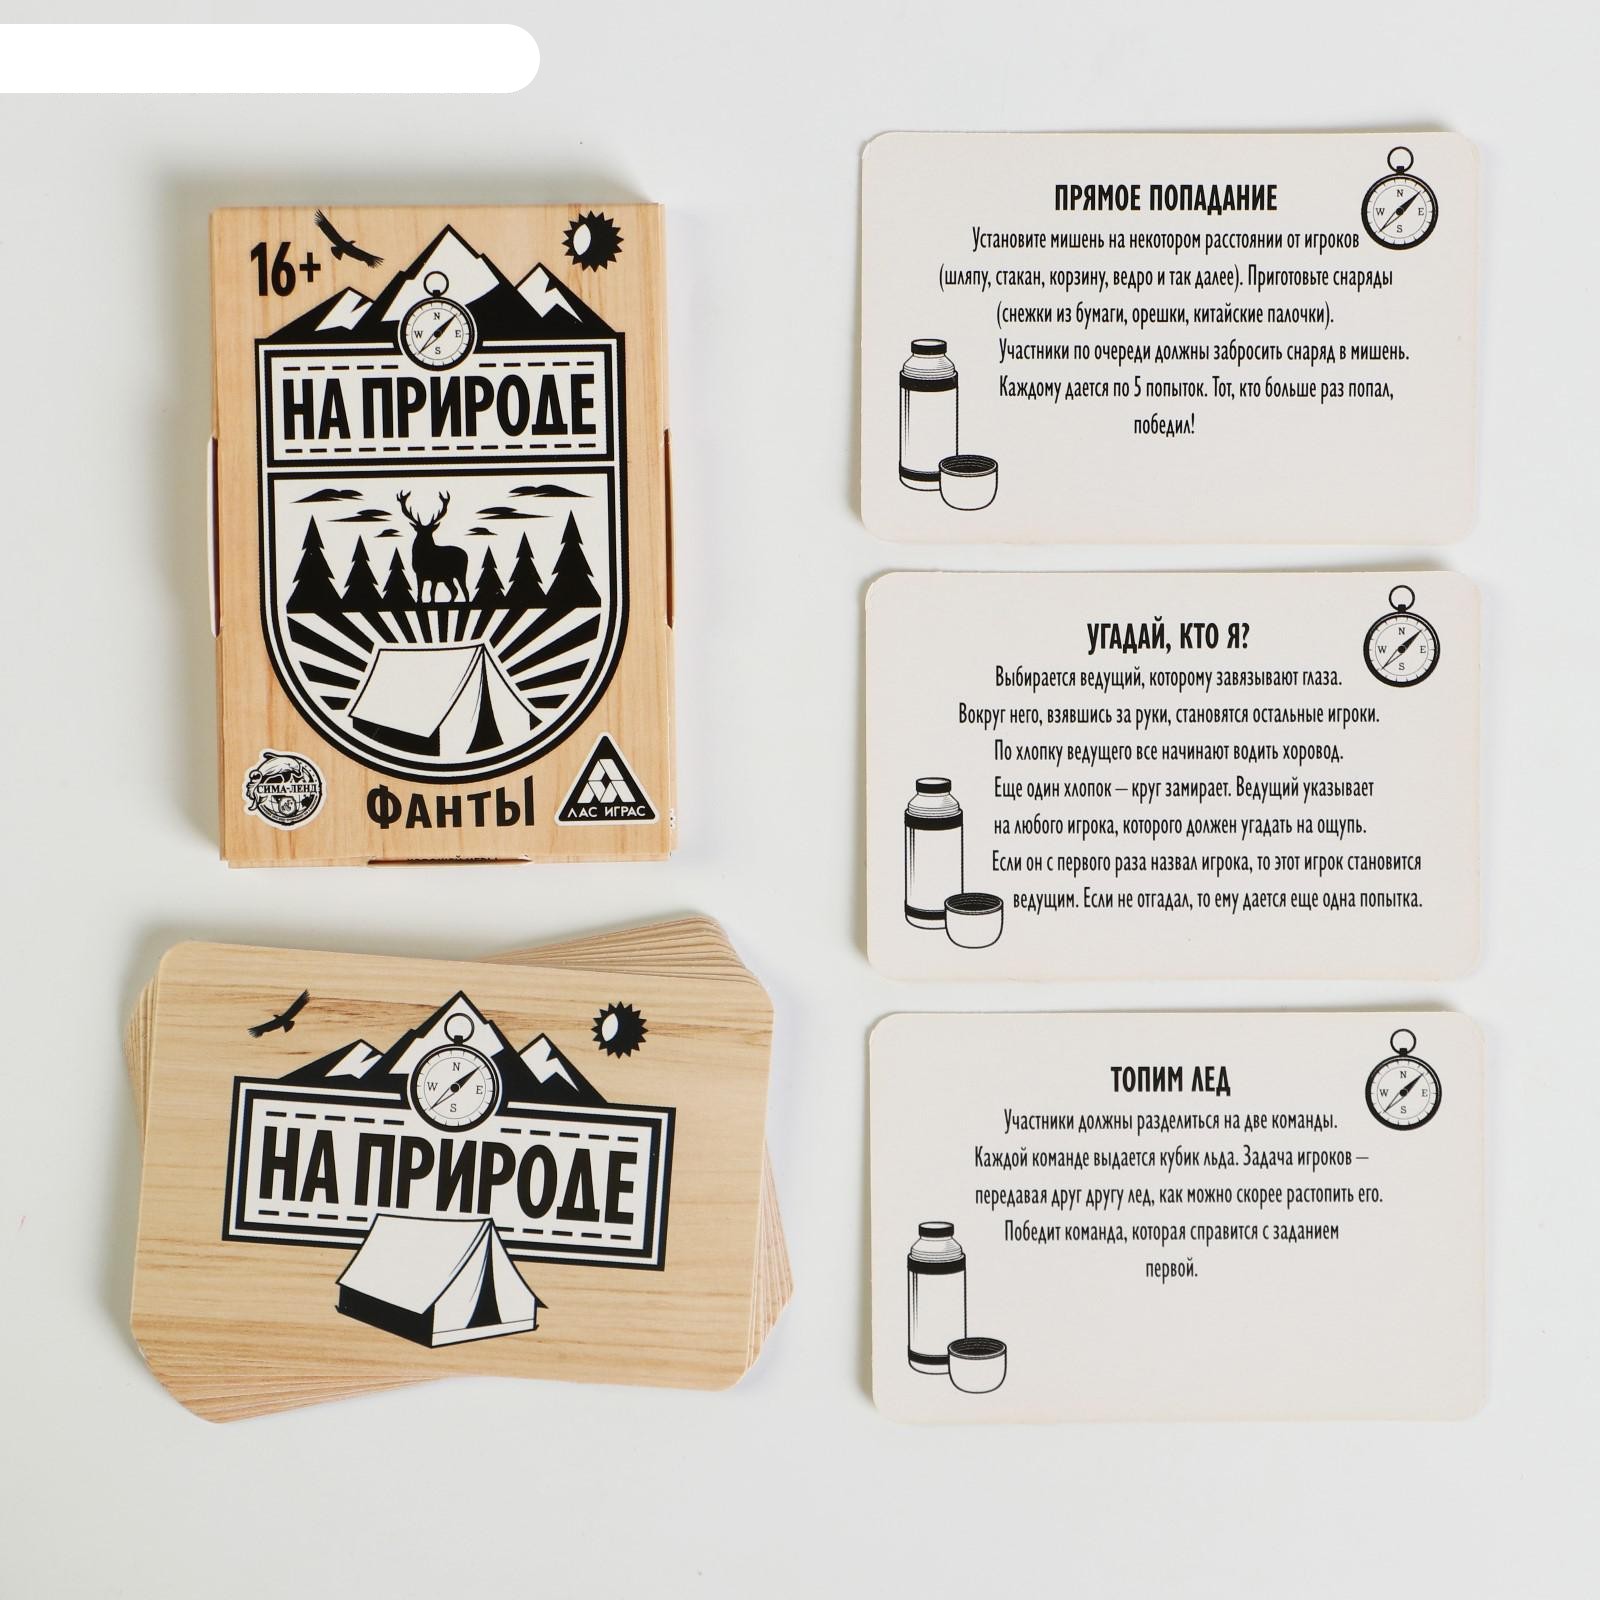 16+
N
W E
S
НА ПРИРОДЕ
СИМА-ЛЕНД
ФАНТЫ
ЛАС ИГРАС
N
W E
S
НА ПРИРОДЕ
ПРЯМОЕ ПОПАДАНИЕ
N
W E
S
Установите мишень на некотором расстоянии от игроков
(шляпу, стакан, корзину, ведро и так далее). Приготовьте снаряды
(снежки из бумаги, орешки, китайские палочки).
Участники по очереди должны забросить снаряд в мишень.
Каждому дается по 5 попыток. Тот, кто больше раз попал,
победил!
УГАДАЙ, КТО Я?
N
W E
S
Выбирается ведущий, которому завязывают глаза.
Вокруг него, взявшись за руки, становятся остальные игроки.
По хлопку ведущего все начинают водить хоровод.
Еще один хлопок – круг замирает. Ведущий указывает
на любого игрока, которого должен угадать на ощупь.
Если он с первого раза назвал игрока, то этот игрок становится
ведущим. Если не отгадал, то ему дается еще одна попытка.
ТОПИМ ЛЕД
N
W E
S
Участники должны разделиться на две команды.
Каждой команде выдается кубик льда. Задача игроков –
передавая друг другу лед, как можно скорее растопить его.
Победит команда, которая справится с заданием
первой.